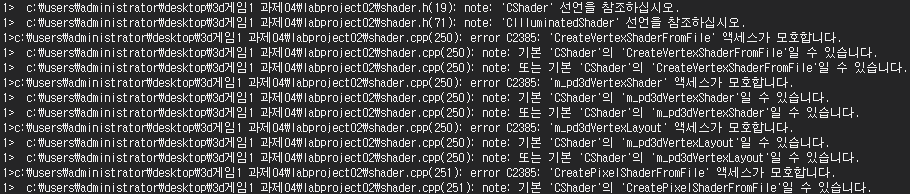 1>  c:₩users₩administrator₩desktop₩3d게임1 과제04₩labproject02₩shader.h(19): note: 'CShader' 선언을 참조하십시오.
1>  c:₩users₩administrator₩desktop₩3d게임1 과제04₩labproject02₩shader.h(71): note: 'CIlluminatedShader' 선언을 참조하십시오.
1>c:₩users₩administrator₩desktop₩3d게임1 과제04₩labproject02₩shader.cpp(250): error C2385: 'CreateVertexShaderFromFile' 액세스가 모호합니다.
1>  c:₩users₩administrator₩desktop₩3d게임1 과제04₩labproject02₩shader.cpp(250): note: 기본 'CShader'의 'CreateVertexShaderFromFile'일 수 있습니다.
1>  c:₩users₩administrator₩desktop₩3d게임1 과제04₩labproject02₩shader.cpp(250): note: 또는 기본 'CShader'의 'CreateVertexShaderFromFile'일 수 있습니다.
1>c:₩users₩administrator₩desktop₩3d게임1 과제04₩labproject02₩shader.cpp(250): error C2385: 'm_pd3dVertexShader' 액세스가 모호합니다.
1>  c:₩users₩administrator₩desktop₩3d게임1 과제04₩labproject02₩shader.cpp(250): note: 기본 'CShader'의 'm_pd3dVertexShader'일 수 있습니다.
1>  c:₩users₩administrator₩desktop₩3d게임1 과제04₩labproject02₩shader.cpp(250): note: 또는 기본 'CShader'의 'm_pd3dVertexShader'일 수 있습니다.
1>c:₩users₩administrator₩desktop₩3d게임1 과제04₩labproject02₩shader.cpp(250): error C2385: 'm_pd3dVertexLayout' 액세스가 모호합니다.
1>  c:₩users₩administrator₩desktop₩3d게임1 과제04₩labproject02₩shader.cpp(250): note: 기본 'CShader'의 'm_pd3dVertexLayout'일 수 있습니다.
1>  c:₩users₩administrator₩desktop₩3d게임1 과제04₩labproject02₩shader.cpp(250): note: 또는 기본 'CShader'의 'm_pd3dVertexLayout'일 수 있습니다.
1>c:₩users₩administrator₩desktop₩3d게임1 과제04₩labproject02₩shader.cpp(251): error C2385: 'CreatePixelShaderFromFile' 액세스가 모호합니다.
1>  c:₩users₩administrator₩desktop₩3d게임1 과제04₩labproject02₩shader.cpp(251): note: 기본 'CShader'의 'CreatePixelShaderFromFile'일 수 있습니다.